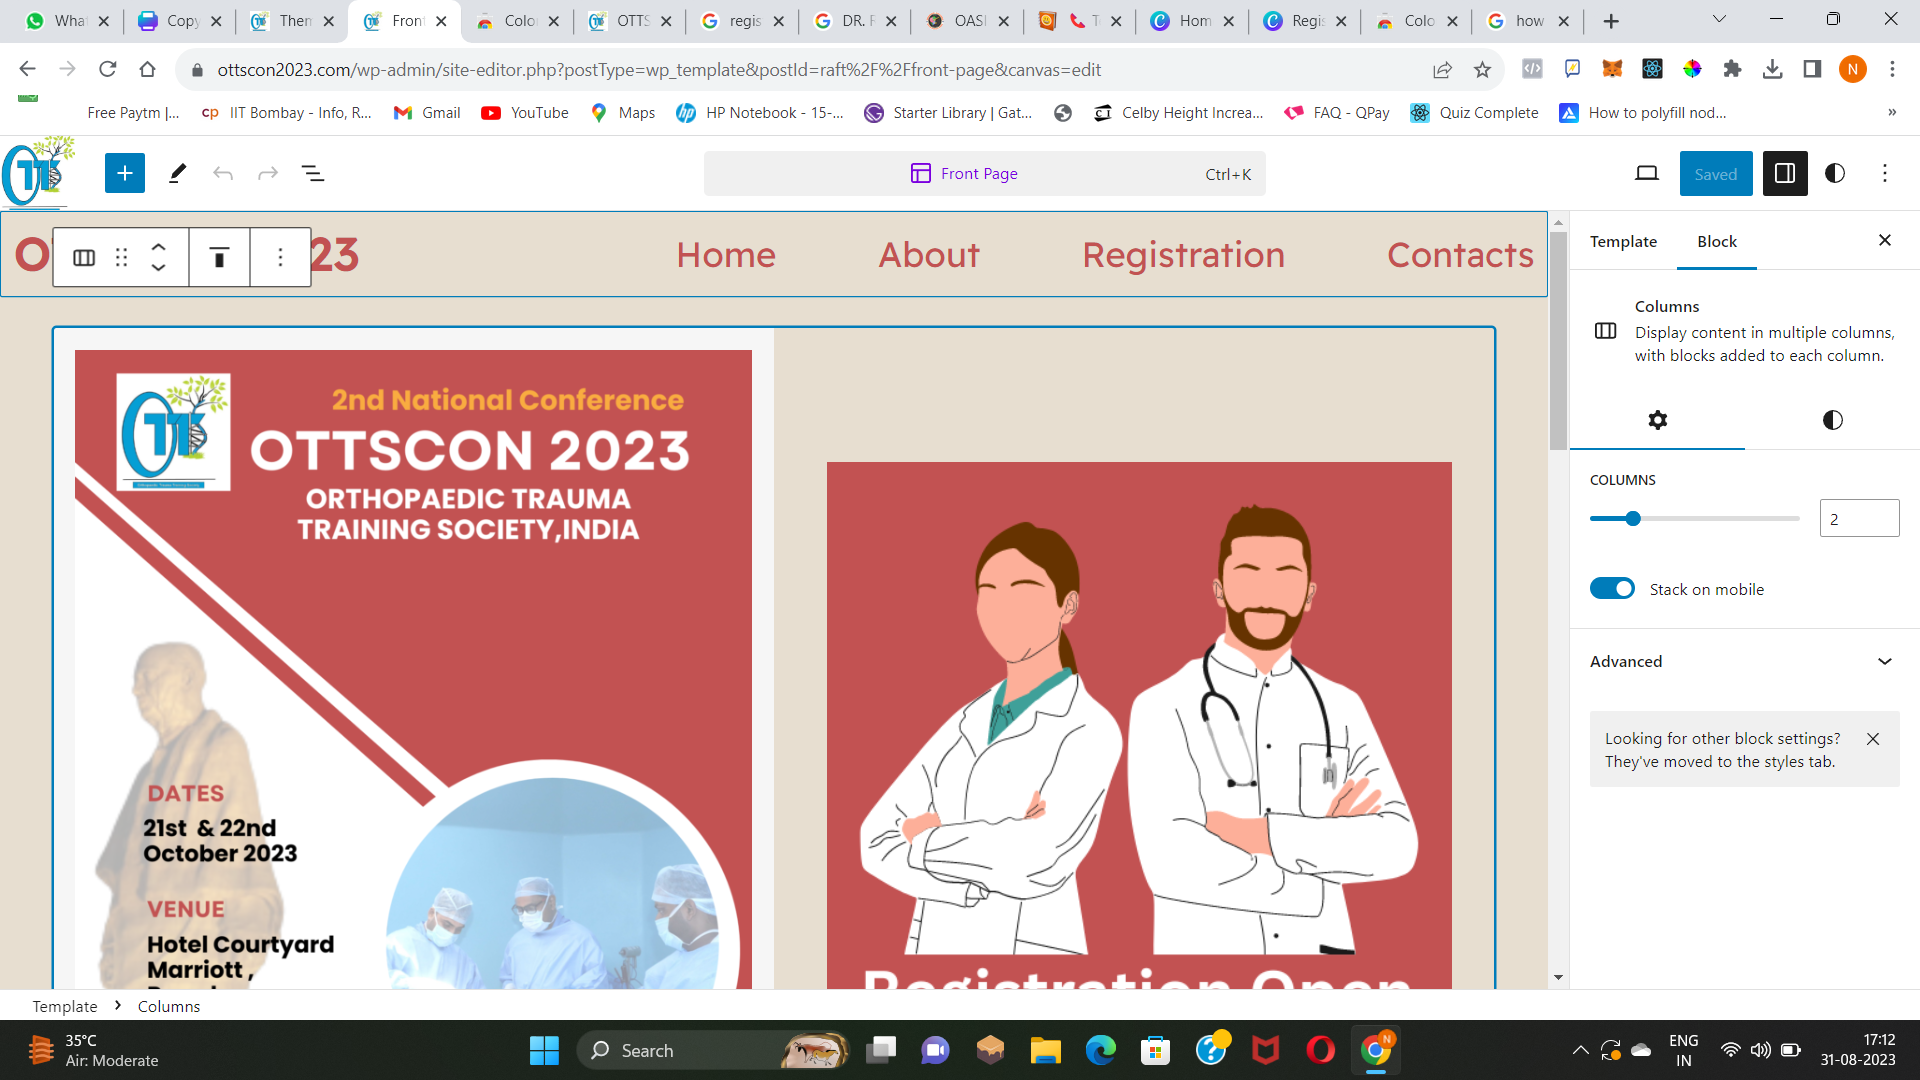 What
Copy
Them
Front
Colo
OTTS
regis
DR. F
OASI
Hom
Regis
Colo
how
ottscon2023.com/wp-admin/site-editor.php?postType=wp_template&postId=raft%2F%2Ffront-page&canvas=edit
N
Free Paytm |...
cp IIT Bombay - Info, R...
Gmail
YouTube
Maps
HP Notebook - 15-...
Starter Library | Gat...
Celby Height Increa...
FAQ - QPay
Quiz Complete
How to polyfill nod...
»
Front Page
Ctrl+K
Saved
O
23
Home
About
Registration
Contacts
Template
Block
Columns
Display content in multiple columns,
with blocks added to each column.
COLUMNS
2
Stack on mobile
Advanced
Looking for other block settings?
They've moved to the styles tab.
2nd National Conference
OTTSCON 2023
ORTHOPAEDIC TRAUMA
TRAINING SOCIETY,INDIA
DATES
21st & 22nd
October 2023
VENUE
Hotel Courtyard
Marriott ,
Registration Open
Template
Columns
35°C
Air: Moderate
Search
ENG
IN
17:12
31-08-2023